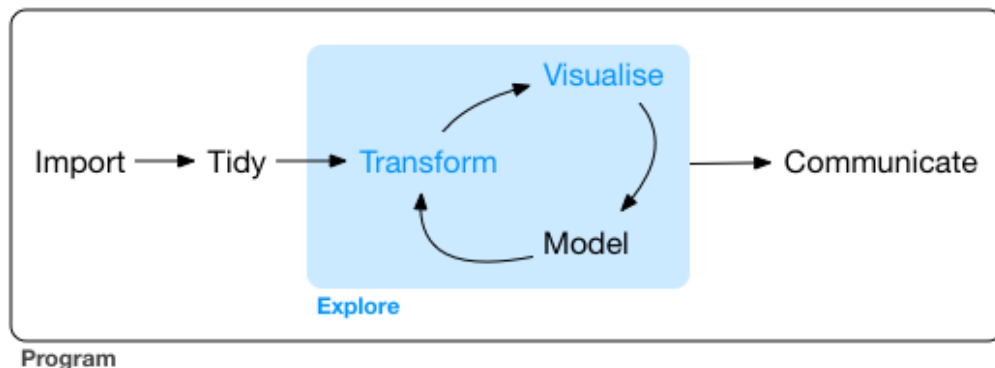 Visualise
Import Tidy Transform Communicate
Model
Explore
Program